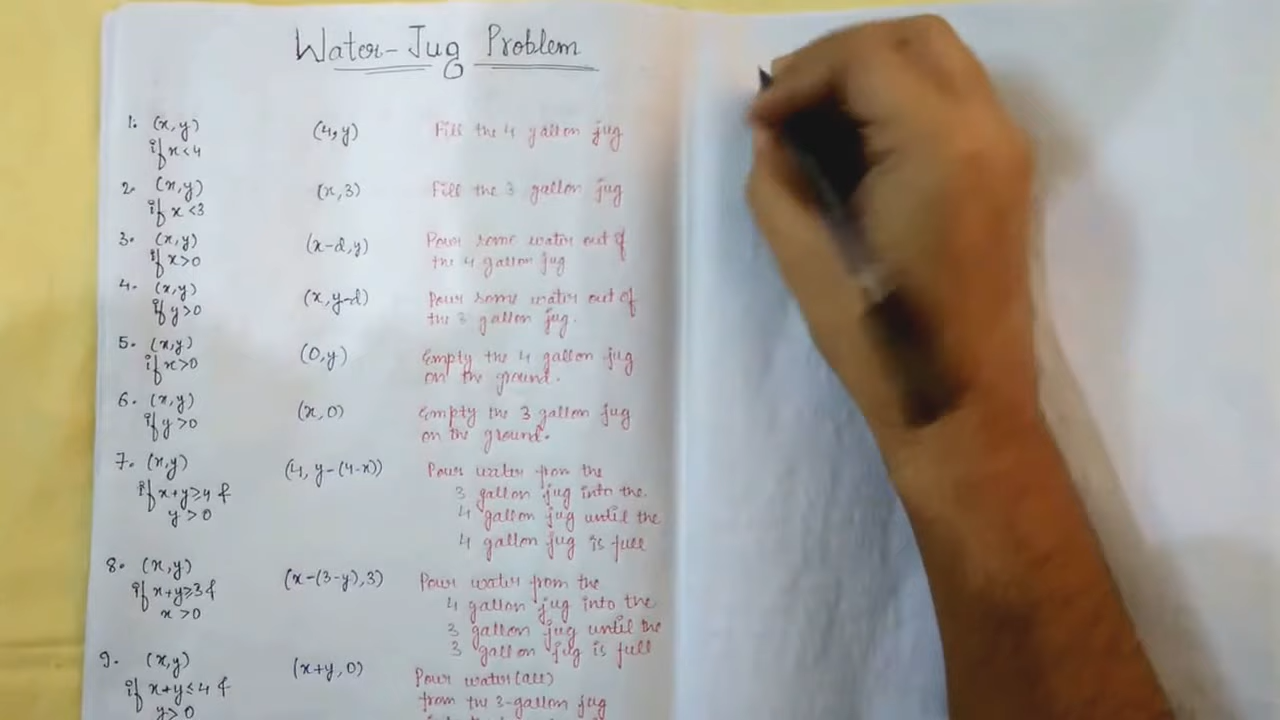 Water-Jug Problem
1. (x,y) (4,y) Fill the 4 gallon jug
if x<4
2. (x,y) (x,3) Fill the 3 gallon jug
if x<3
3. (x,y) (x-d,y) Pour some water out of
if x>0 the 4 gallon jug
4. (x,y) (x,y-d) Pour some water out of
if y>0 the 3 gallon jug.
5. (x,y) (0,y) Empty the 4 gallon jug
if x>0 on the ground.
6. (x,y) (x,0) Empty the 3 gallon jug
if y>0 on the ground.
7. (x,y) (4, y-(4-x)) Pour water from the
if x+y≥4 & 3 gallon jug into the
y>0 4 gallon jug until the
4 gallon jug is full
8. (x,y) (x-(3-y),3) Pour water from the
if x+y≥3 & 4 gallon jug into the
x>0 3 gallon jug until the
3 gallon jug is full
9. (x,y) (x+y,0) Pour water(all)
if x+y≤4 & from the 3-gallon jug
y>0